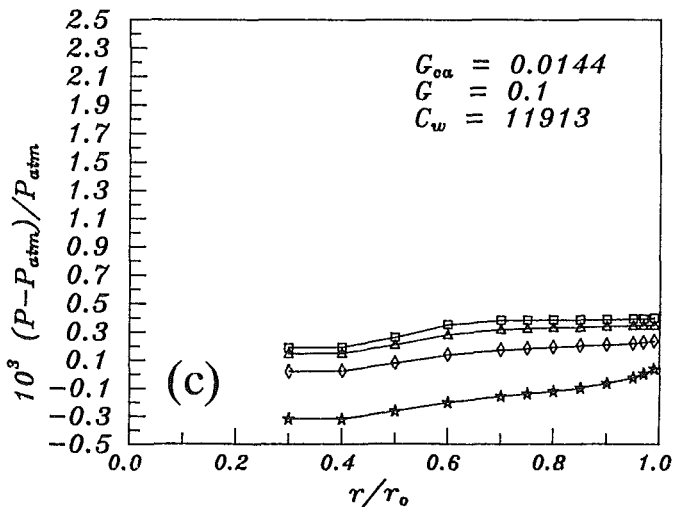 2.5
2.3
2.1
1.9
1.7
1.5
1.3
1.1
0.9
0.7
0.5
0.3
0.1
−0.1
−0.3
−0.5
10³ (P−P_atm)/P_atm
G_ca = 0.0144
G = 0.1
C_w = 11913
(c)
0.0 0.2 0.4 0.6 0.8 1.0
r/r_o